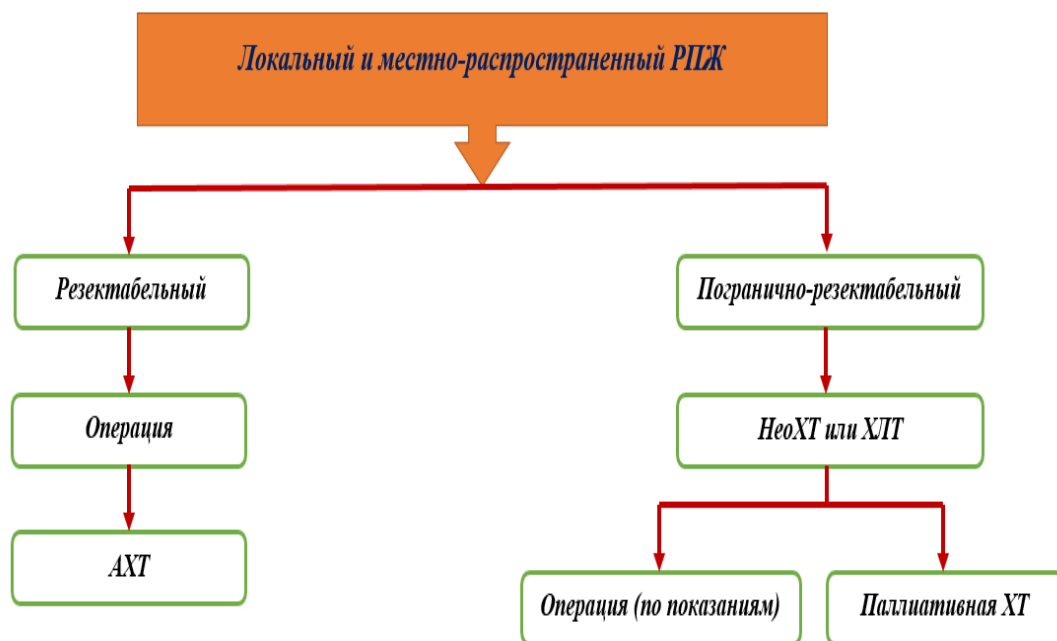 Локальный и местно-распространенный РПЖ
Резектабельный
Погранично-резектабельный
Операция
НеоХТ или ХЛТ
АХТ
Операция (по показаниям)
Паллиативная ХТ